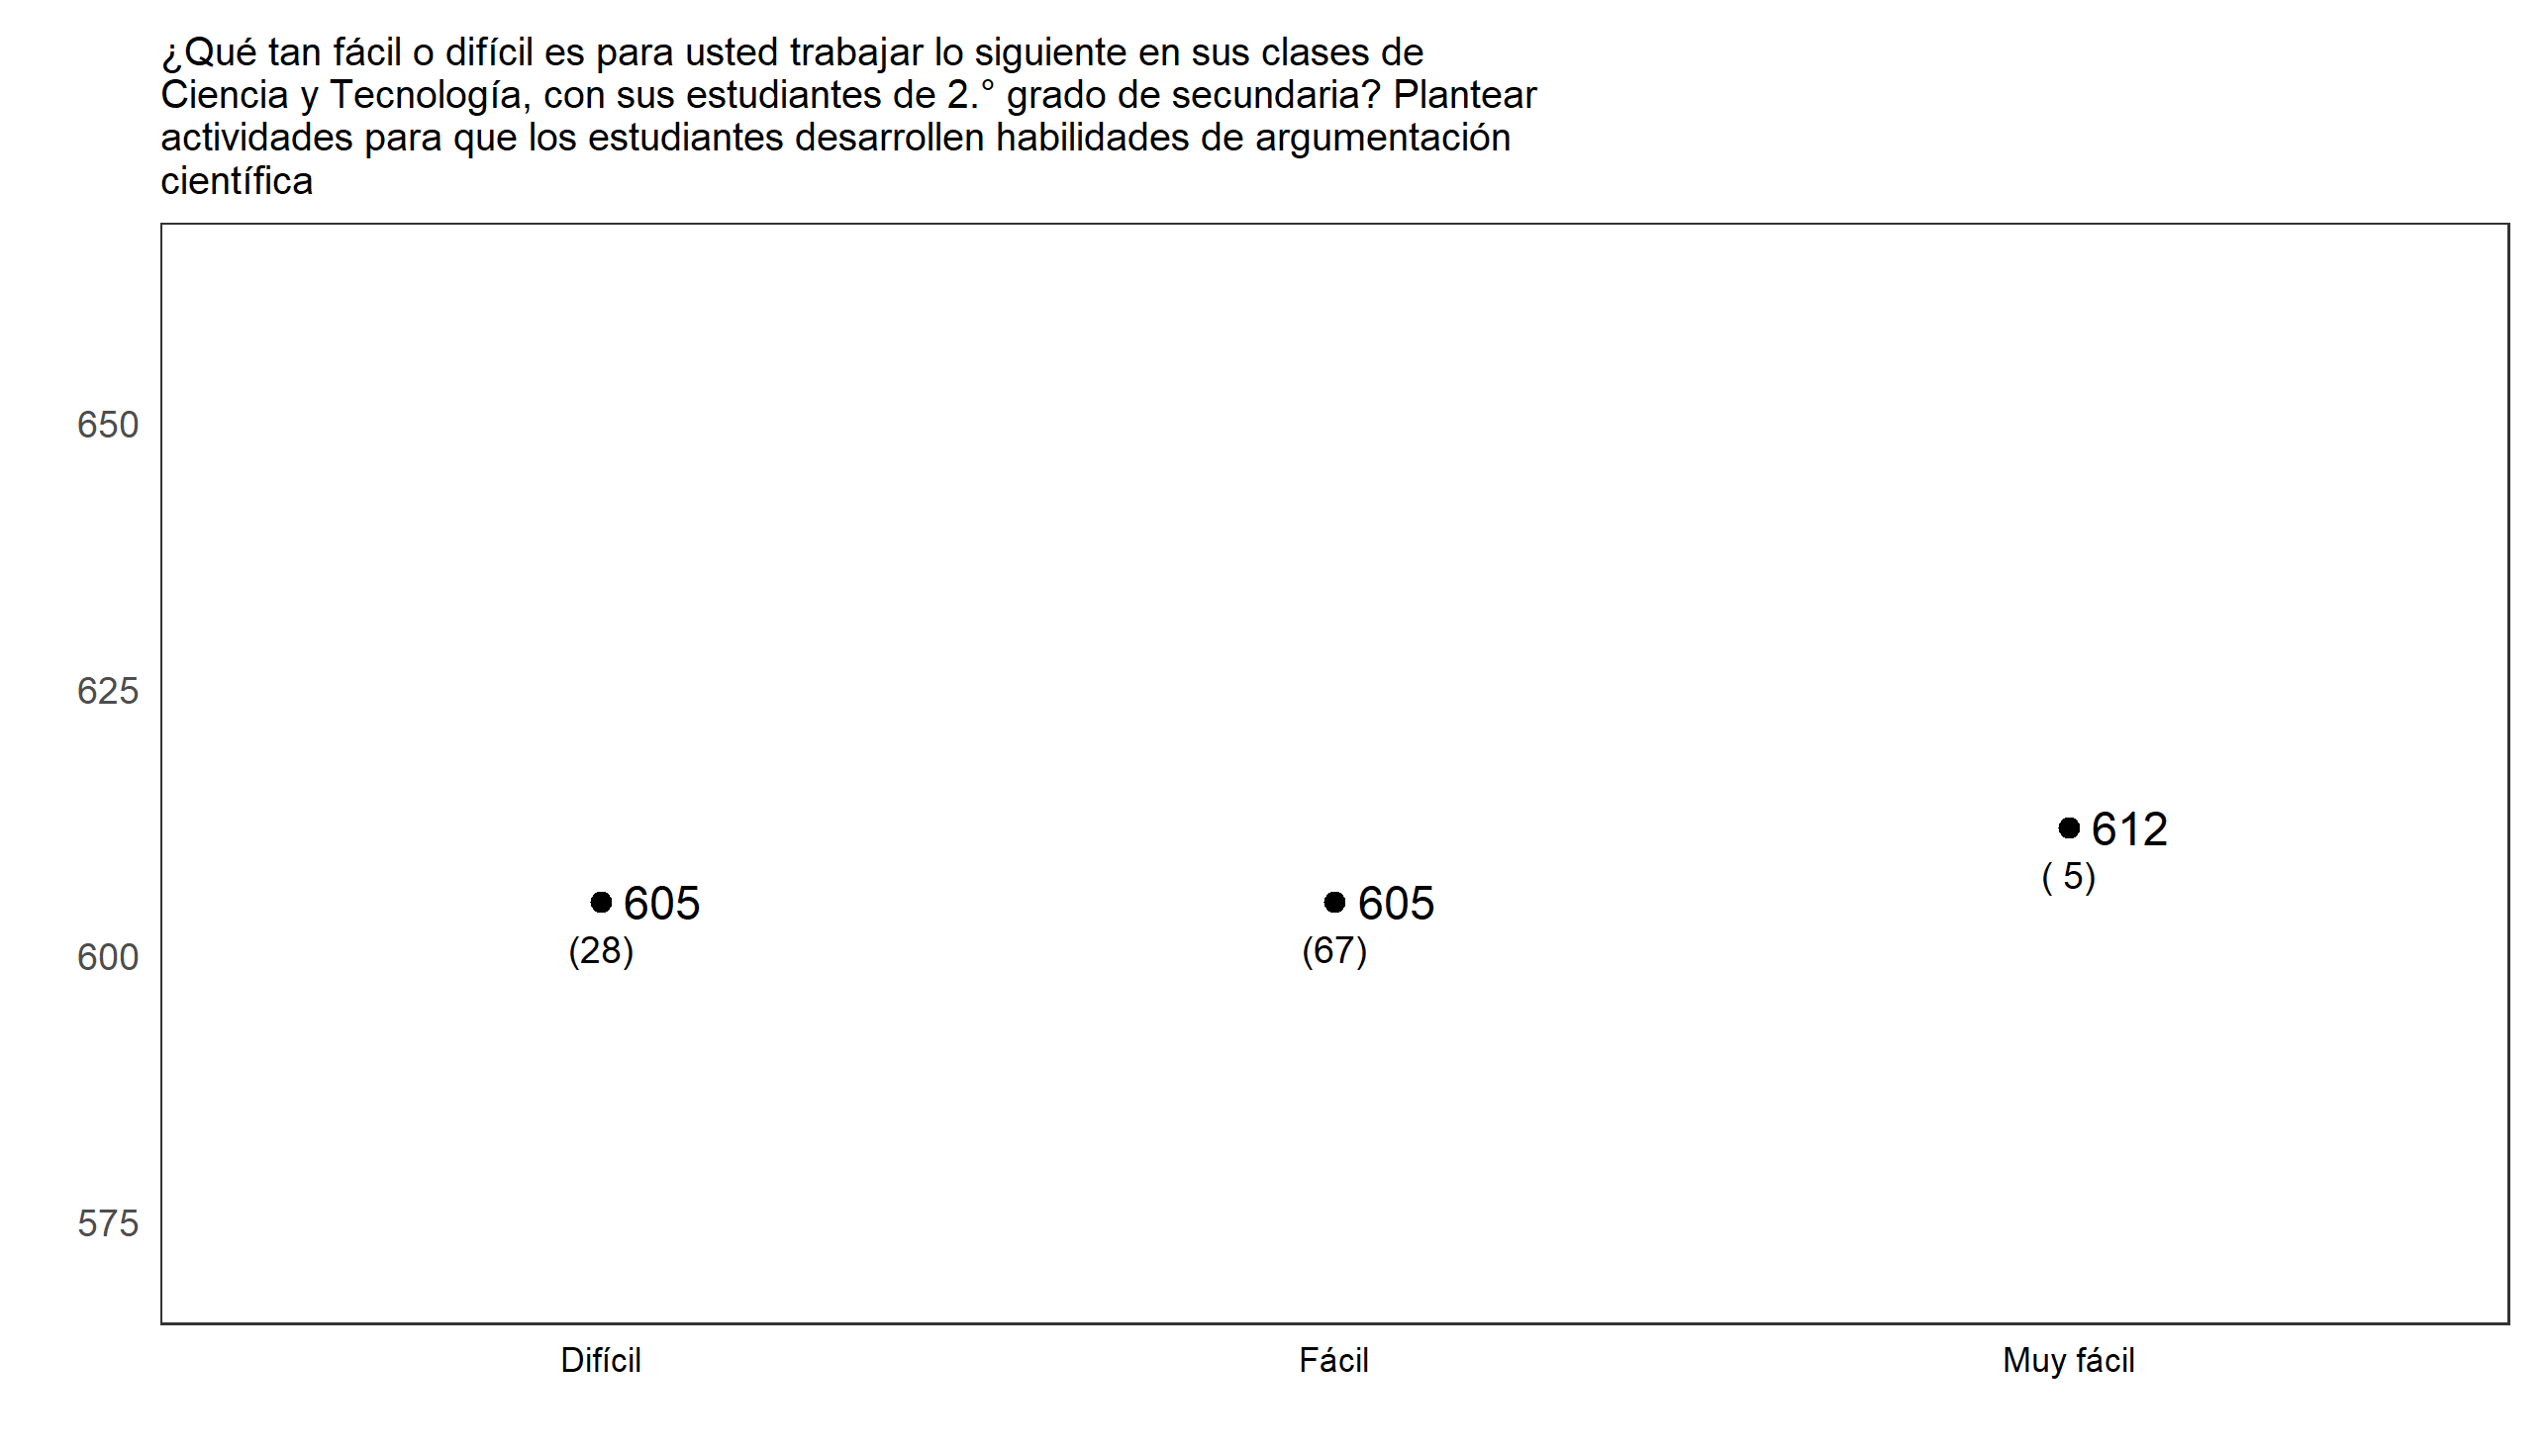 ¿Qué tan fácil o difícil es para usted trabajar lo siguiente en sus clases de
Ciencia y Tecnología, con sus estudiantes de 2.° grado de secundaria? Plantear
actividades para que los estudiantes desarrollen habilidades de argumentación
científica
650
625
600
575
605
(28)
605
(67)
612
( 5)
Difícil
Fácil
Muy fácil